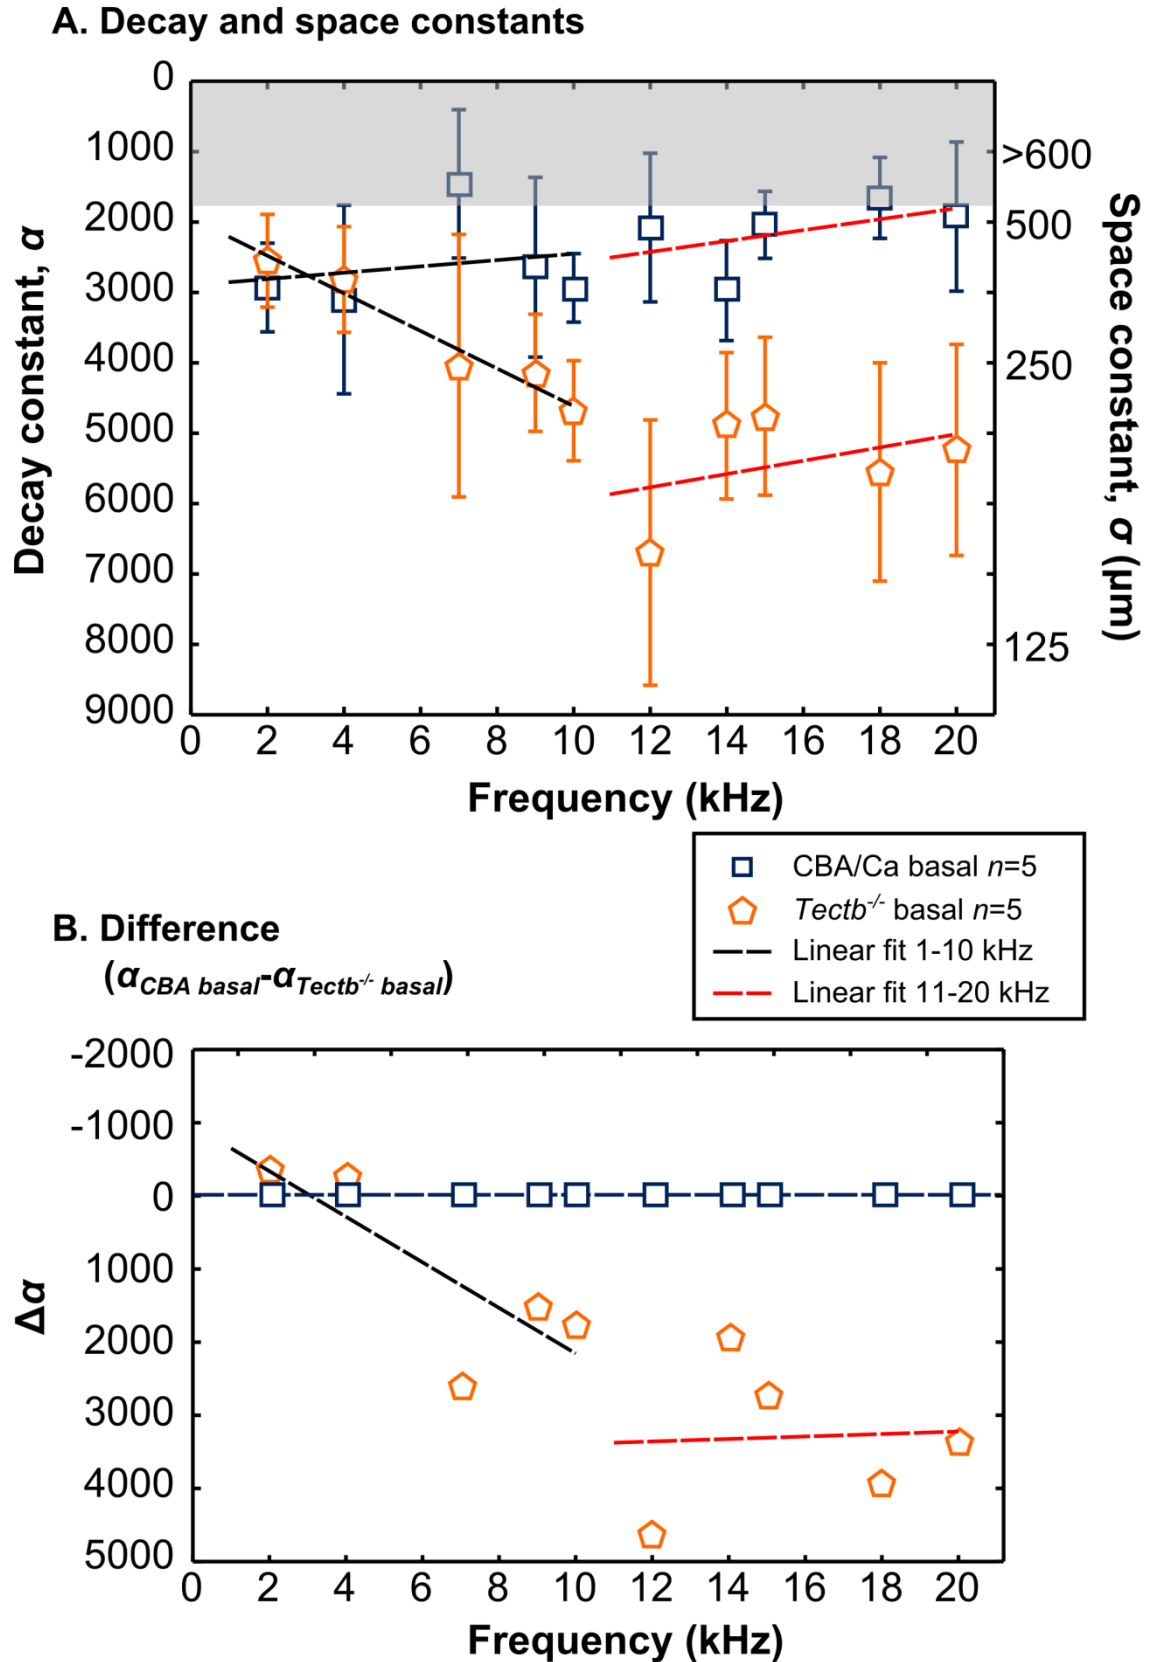 A. Decay and space constants
0
1000
2000
3000
4000
5000
6000
7000
8000
9000
Decay constant, α
>600
500
250
125
Space constant, σ (µm)
0 2 4 6 8 10 12 14 16 18 20
Frequency (kHz)
CBA/Ca basal n=5
Tectb-/- basal n=5
Linear fit 1-10 kHz
Linear fit 11-20 kHz
B. Difference
(αCBA basal-αTectb-/- basal)
-2000
-1000
0
1000
2000
3000
4000
5000
Δα
0 2 4 6 8 10 12 14 16 18 20
Frequency (kHz)